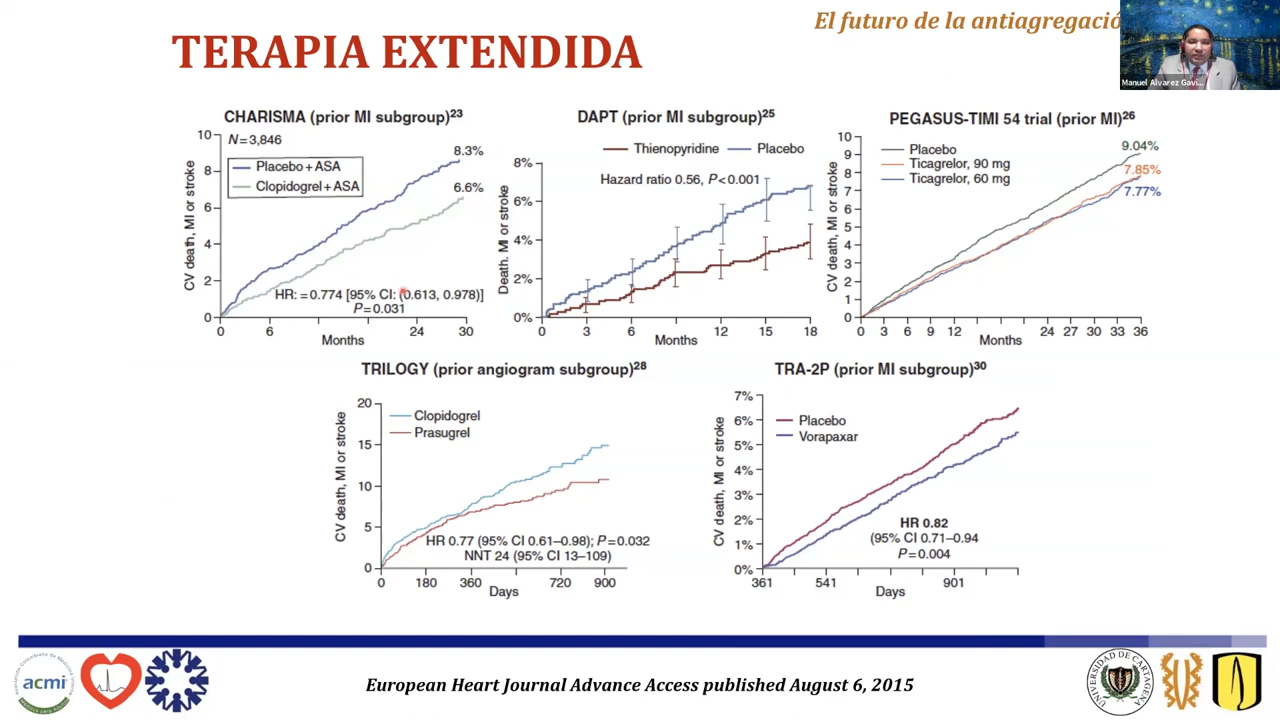 El futuro de la antiagregació
TERAPIA EXTENDIDA
Manuel Alvarez Gavi...
CHARISMA (prior MI subgroup)23
N=3,846
Placebo + ASA
Clopidogrel + ASA
8.3%
6.6%
CV death, MI or stroke
10
8
6
4
2
0
HR: = 0.774 [95% CI: (0.613, 0.978)]
P=0.031
0 6 24 30
Months
DAPT (prior MI subgroup)25
Thienopyridine Placebo
Hazard ratio 0.56, P<0.001
Death. MI or stroke
8%
6%
4%
2%
0%
0 3 6 9 12 15 18
Months
PEGASUS-TIMI 54 trial (prior MI)26
Placebo
Ticagrelor, 90 mg
Ticagrelor, 60 mg
9.04%
7.85%
7.77%
CV death, MI or stroke
10
9
8
7
6
5
4
3
2
1
0
0 3 6 9 12 24 27 30 33 36
Months
TRILOGY (prior angiogram subgroup)28
Clopidogrel
Prasugrel
CV death, MI or stroke
20
15
10
5
0
HR 0.77 (95% CI 0.61–0.98); P=0.032
NNT 24 (95% CI 13–109)
0 180 360 720 900
Days
TRA-2P (prior MI subgroup)30
Placebo
Vorapaxar
CV death, MI or stroke
7%
6%
5%
4%
3%
2%
1%
0%
HR 0.82
(95% CI 0.71–0.94
P=0.004
361 541 901
Days
acmi
European Heart Journal Advance Access published August 6, 2015
UNIVERSIDAD DE CARTAGENA